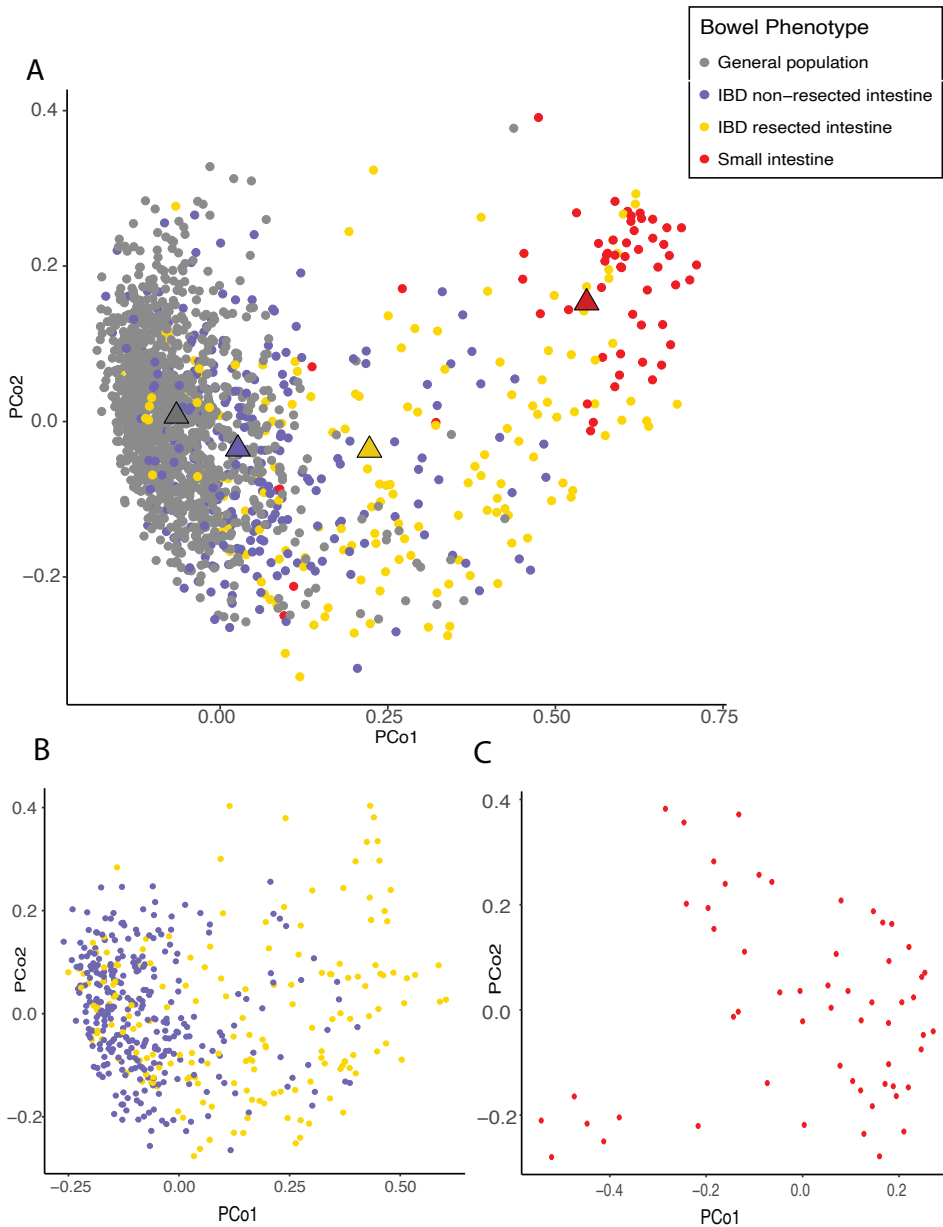 Bowel Phenotype
General population
IBD non−resected intestine
IBD resected intestine
Small intestine
A
0.4
0.2
0.0
−0.2
PCo2
0.00
0.25
0.50
0.75
PCo1
B
0.4
0.2
0.0
−0.2
PCo2
−0.25
0.00
0.25
0.50
PCo1
C
0.4
0.2
0.0
−0.2
PCo2
−0.4
−0.2
0.0
0.2
PCo1